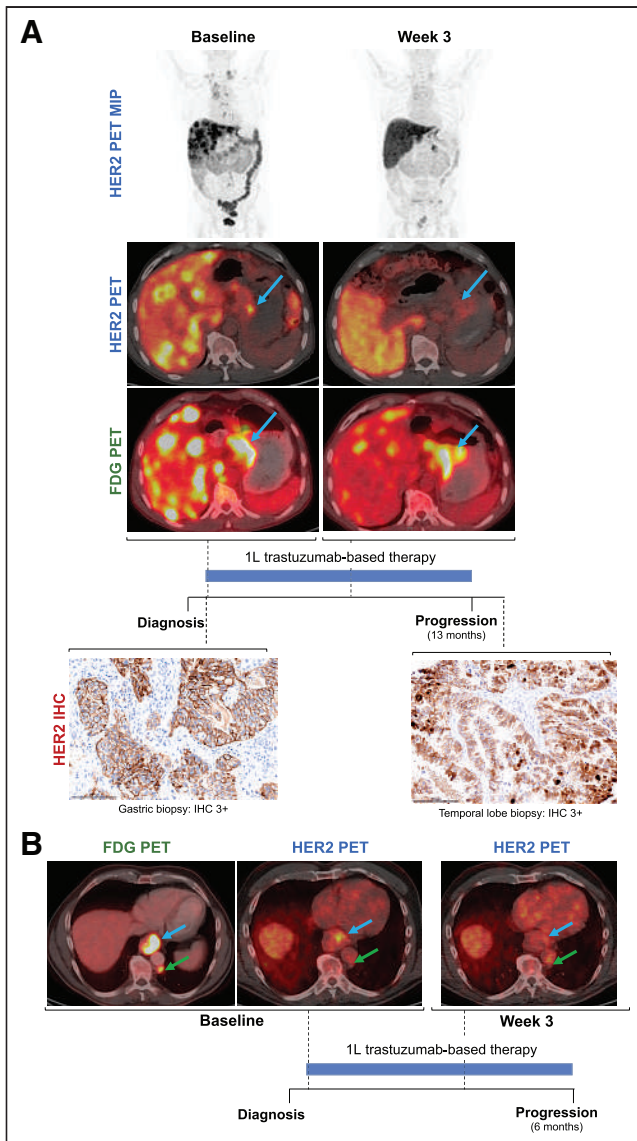 A
Baseline
Week 3
HER2 PET MIP
HER2 PET
FDG PET
1L trastuzumab-based therapy
Diagnosis
Progression
(13 months)
HER2 IHC
Gastric biopsy: IHC 3+
Temporal lobe biopsy: IHC 3+
B
FDG PET
HER2 PET
HER2 PET
Baseline
Week 3
1L trastuzumab-based therapy
Diagnosis
Progression
(6 months)